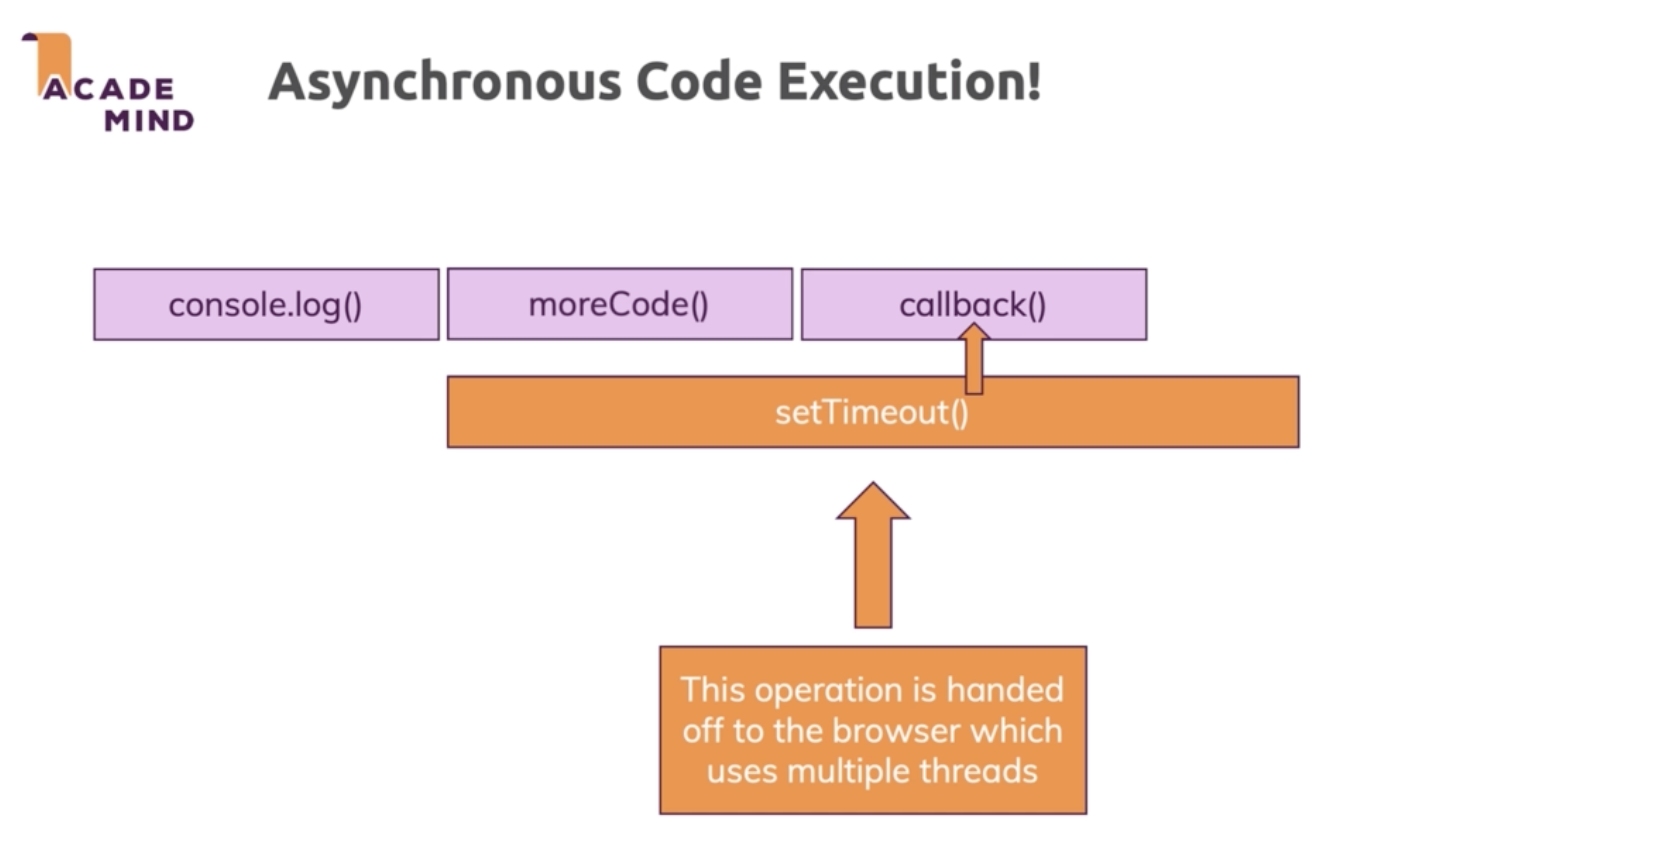 ACADE
MIND
Asynchronous Code Execution!
console.log()
moreCode()
callback()
setTimeout()
This operation is handed
off to the browser which
uses multiple threads